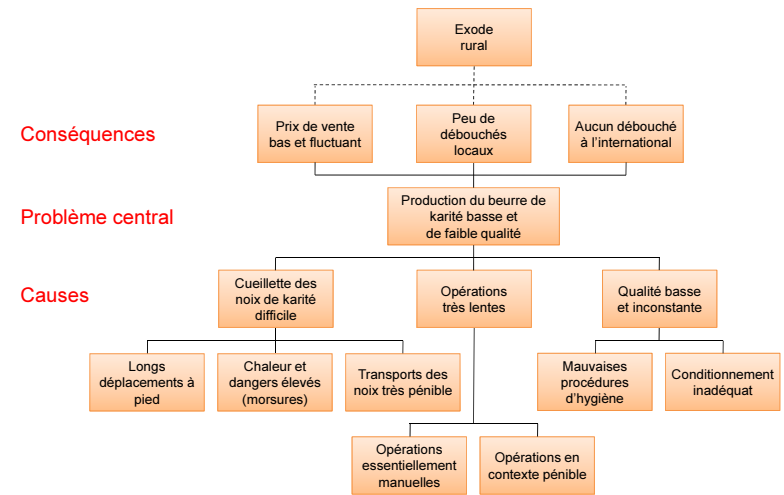 Exode
rural
Conséquences
Prix de vente
bas et fluctuant
Peu de
débouchés
locaux
Aucun débouché
à l'international
Problème central
Production du beurre de
karité basse et
de faible qualité
Causes
Cueillette des
noix de karité
difficile
Opérations
très lentes
Qualité basse
et inconstante
Longs
déplacements à
pied
Chaleur et
dangers élevés
(morsures)
Transports des
noix très pénible
Mauvaises
procédures
d'hygiène
Conditionnement
inadéquat
Opérations
essentiellement
manuelles
Opérations en
contexte pénible